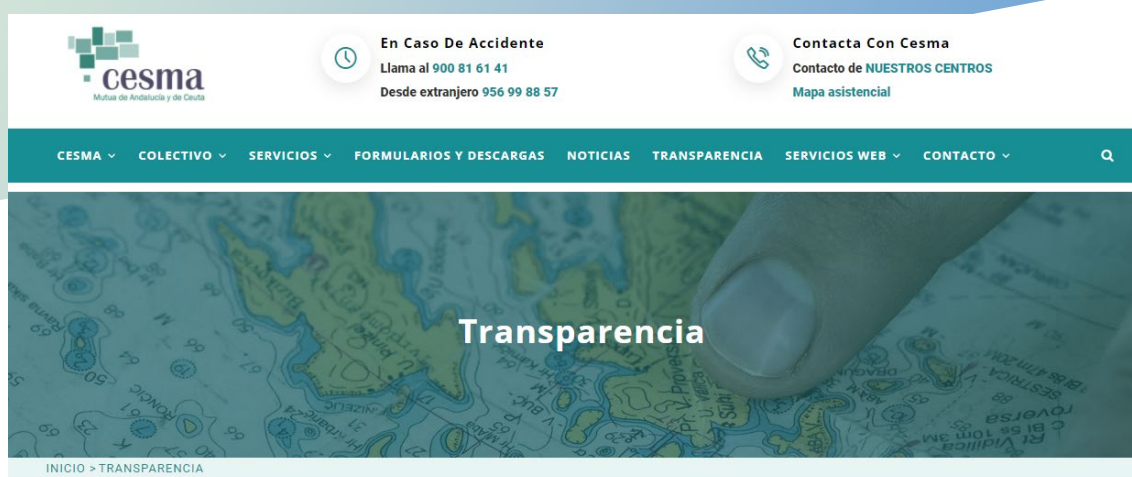 cesma
Mutua de Andalucía y de Ceuta
En Caso De Accidente
Llama al 900 81 61 41
Desde extranjero 956 99 88 57
Contacta Con Cesma
Contacto de NUESTROS CENTROS
Mapa asistencial
CESMA COLECTIVO SERVICIOS FORMULARIOS Y DESCARGAS NOTICIAS TRANSPARENCIA SERVICIOS WEB CONTACTO
Transparencia
INICIO > TRANSPARENCIA